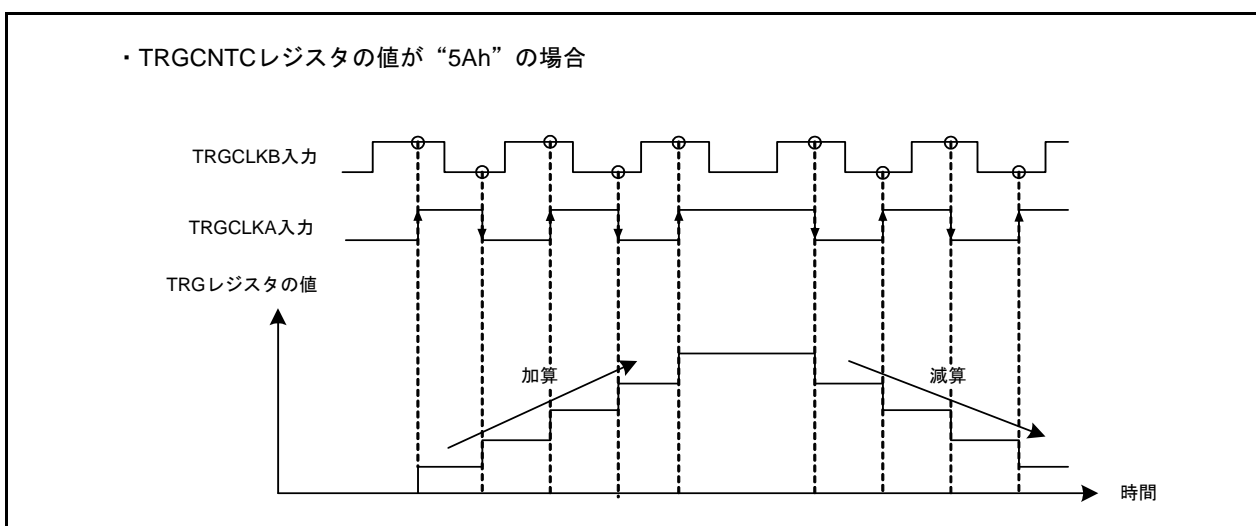 ・TRGCNTCレジスタの値が“5Ah”の場合
TRGCLKB入力
TRGCLKA入力
TRGレジスタの値
加算
減算
時間